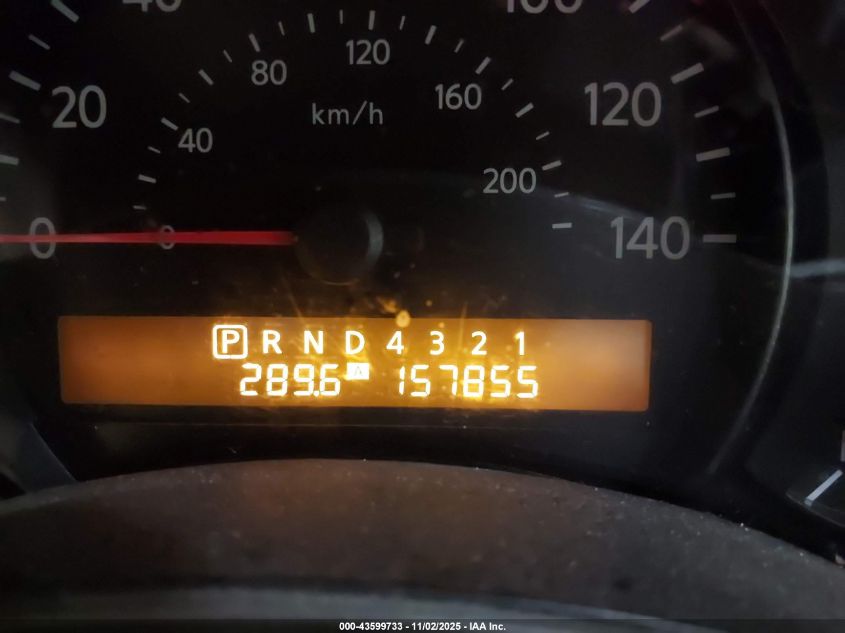 80 120
20 km/h 160 120
40
200
0 0 140
P R N D 4 3 2 1
289.6 A 157855
000-43599733 - 11/02/2025 - IAA Inc.